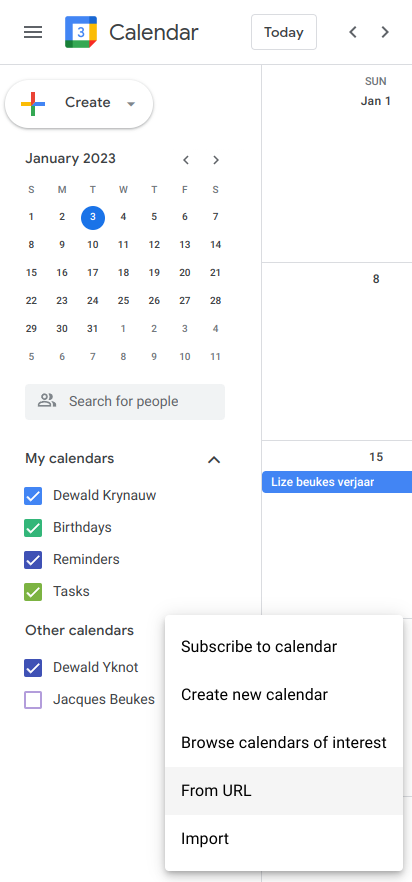 3 Calendar Today
Create
SUN
Jan 1
January 2023
S M T W T F S
1 2 3 4 5 6 7
8 9 10 11 12 13 14
15 16 17 18 19 20 21
22 23 24 25 26 27 28
29 30 31 1 2 3 4
5 6 7 8 9 10 11
8
Search for people
15
Lize beukes verjaar
My calendars
Dewald Krynauw
Birthdays
Reminders
Tasks
Other calendars
Dewald Yknot
Jacques Beukes
Subscribe to calendar
Create new calendar
Browse calendars of interest
From URL
Import